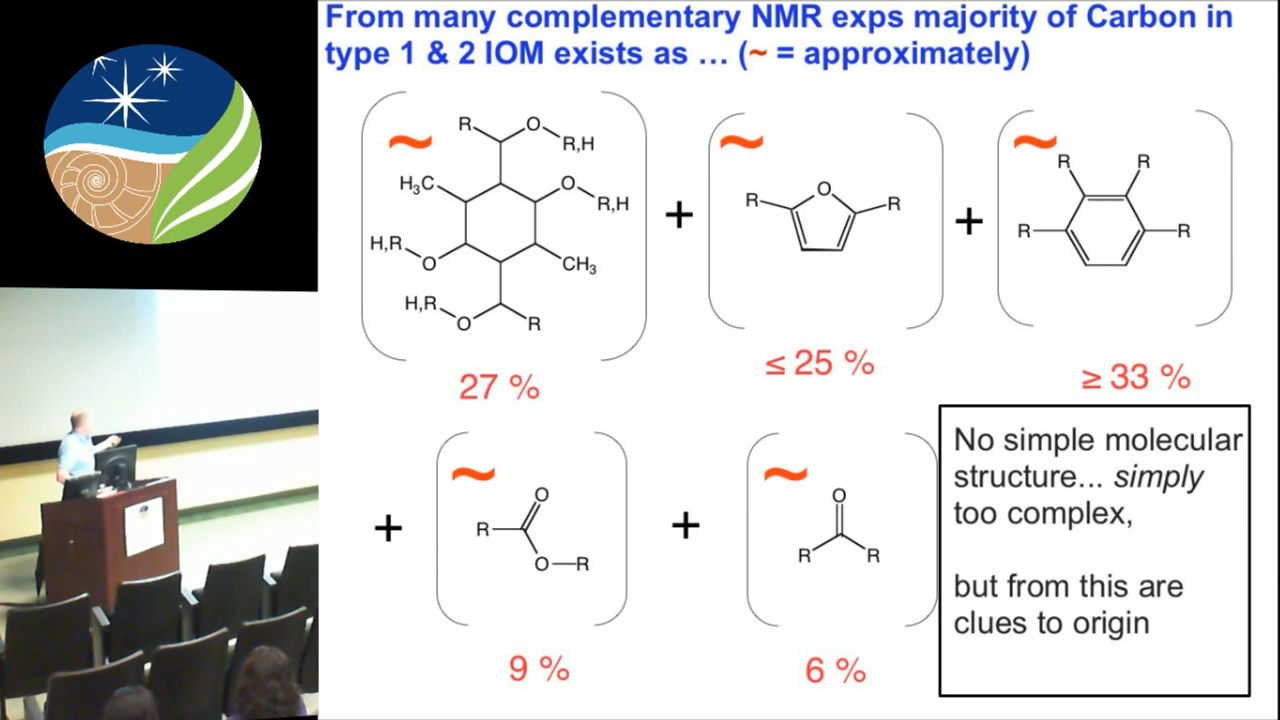 From many complementary NMR exps majority of Carbon in
type 1 & 2 IOM exists as ... (~ = approximately)
~
R
O
R,H
H₃C
O
R,H
H,R
O
CH₃
H,R
O
R
27 %
+
~
O
R
R
≤ 25 %
+
~
R
R
R
R
≥ 33 %
+
~
O
R
O—R
9 %
+
~
O
R
R
6 %
No simple molecular
structure... simply
too complex,
but from this are
clues to origin